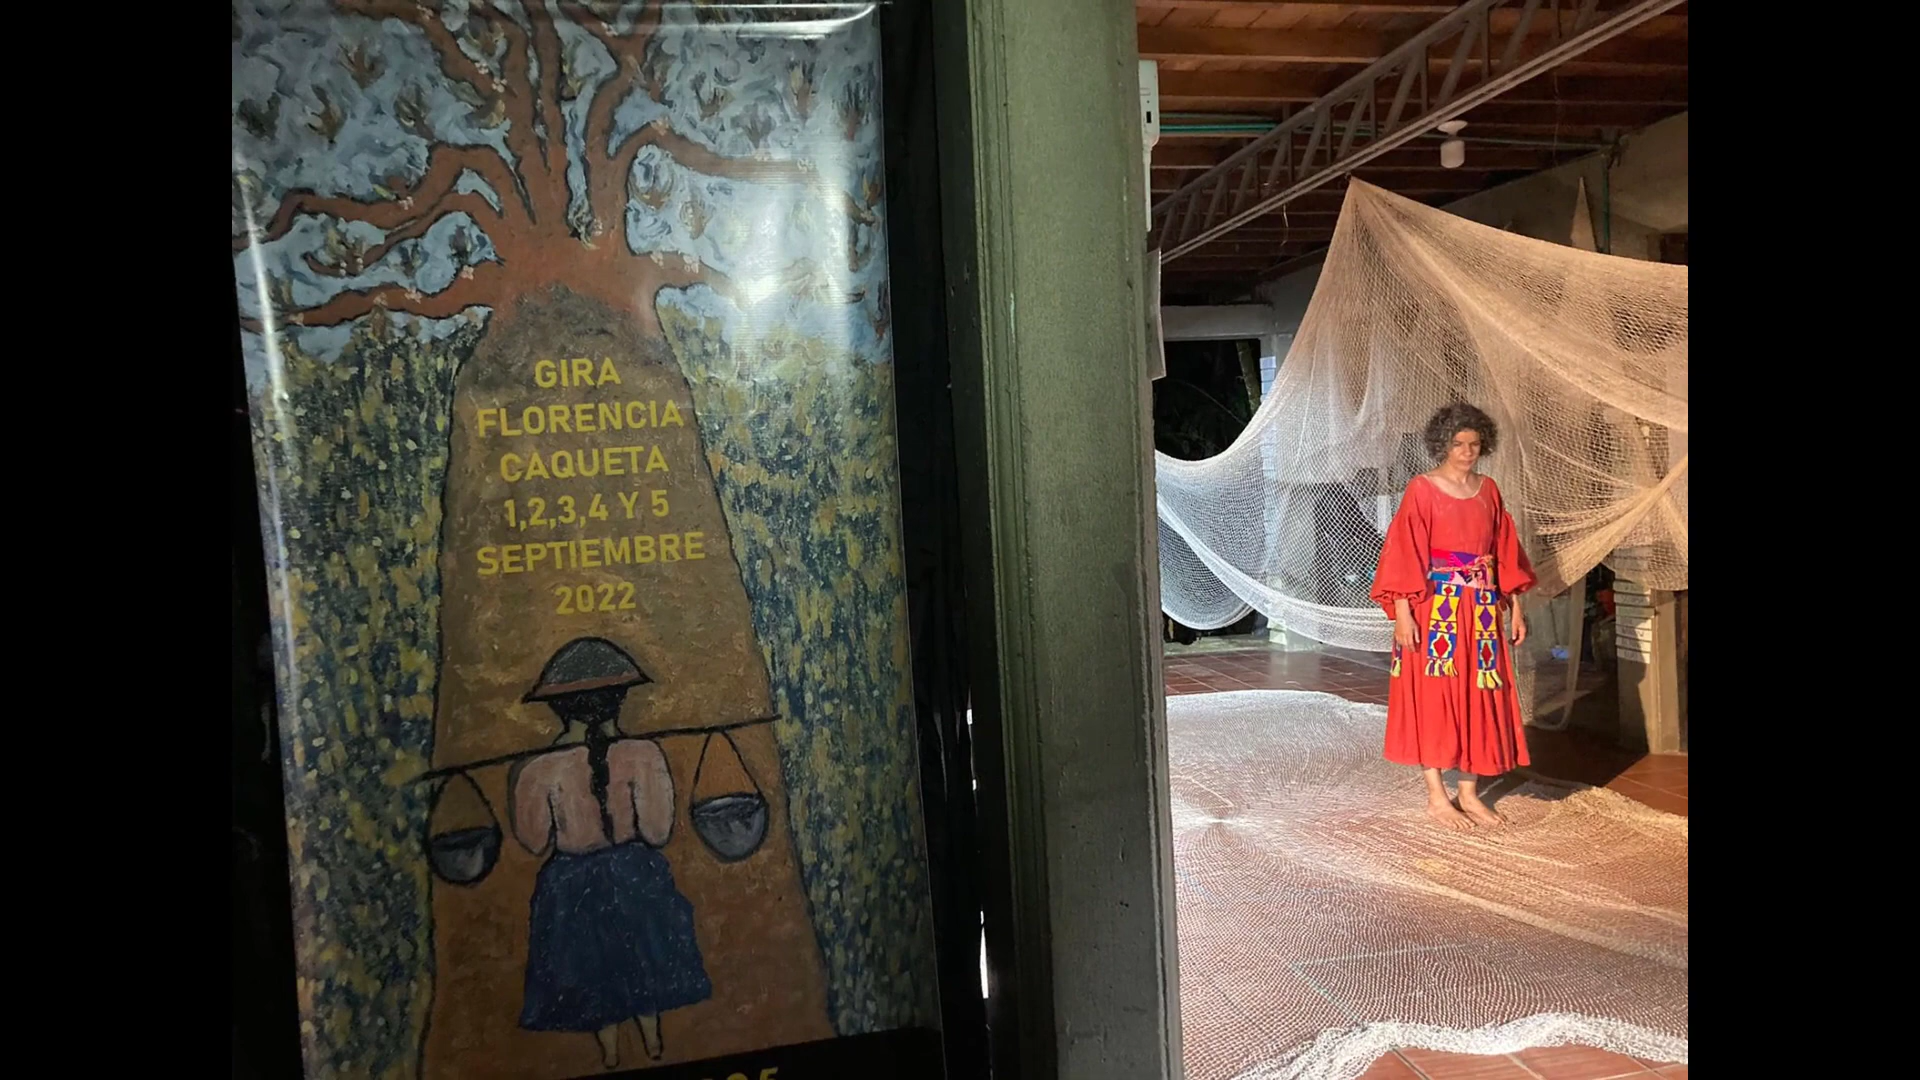 GIRA
FLORENCIA
CAQUETA
1,2,3,4 Y 5
SEPTIEMBRE
2022